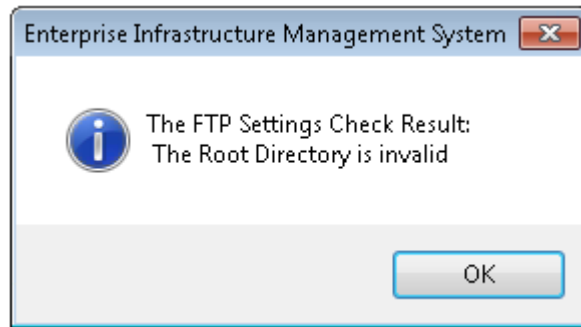 Enterprise Infrastructure Management System
The FTP Settings Check Result:
The Root Directory is invalid
OK